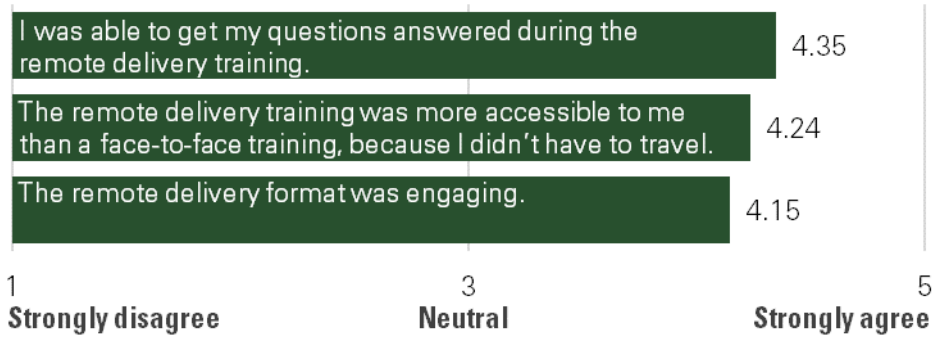 I was able to get my questions answered during the
remote delivery training.
4.35
The remote delivery training was more accessible to me
than a face-to-face training, because I didn't have to travel.
4.24
The remote delivery format was engaging.
4.15
1 3 5
Strongly disagree Neutral Strongly agree